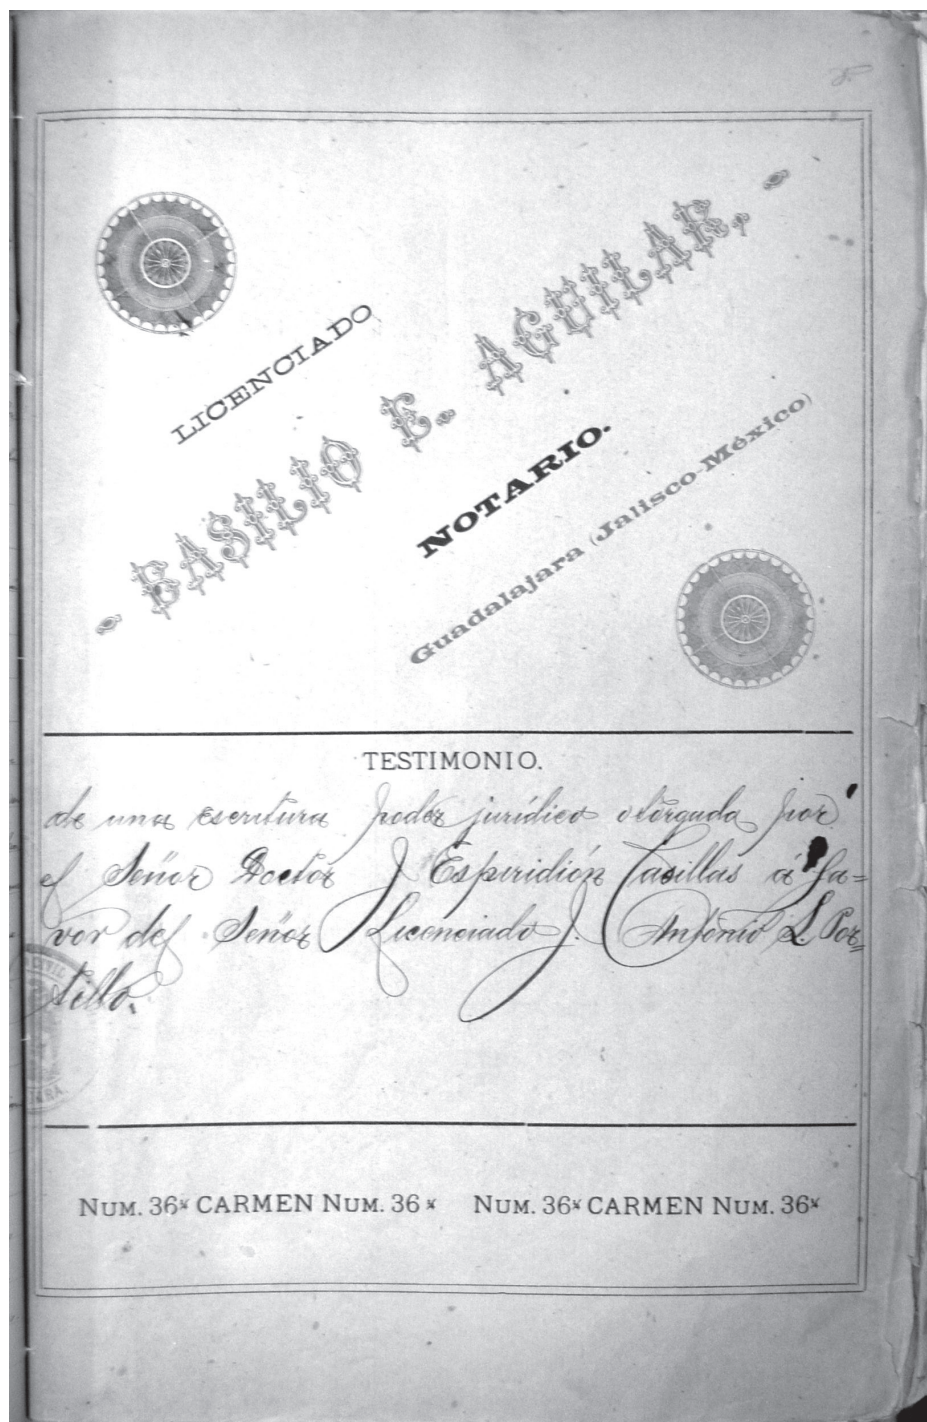 LICENCIADO
- BASILIO E. AGUILAR, -
NOTARIO.
Guadalajara (Jalisco-México)
TESTIMONIO.
de una escritura poder jurídico otorgada por
el Señor Doctor J Espiridión Casillas á fa=
vor del Señor Licenciado J. Antonio L. Por=
tillo.
NUM. 36 CARMEN NUM. 36 NUM. 36 CARMEN NUM. 36